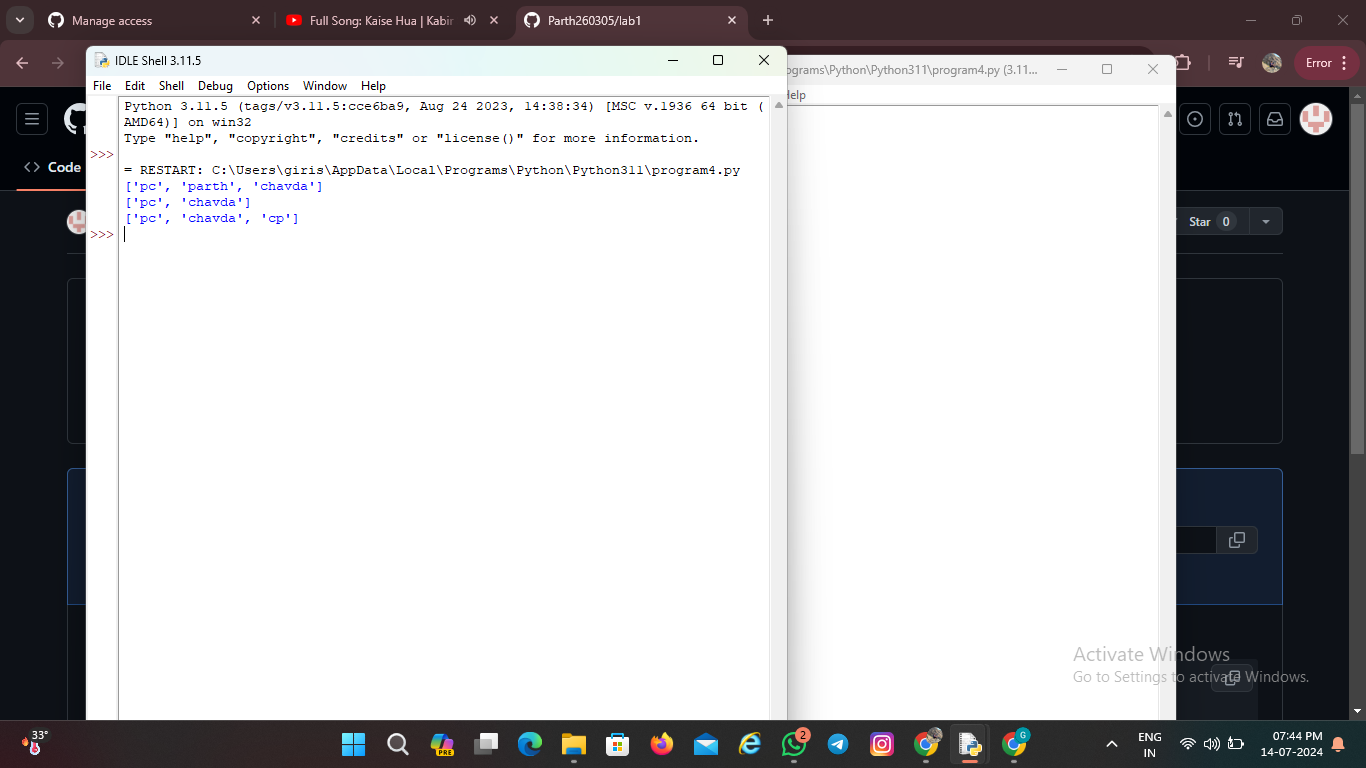 Manage access
Full Song: Kaise Hua | Kabir
Parth260305/lab1
Error
IDLE Shell 3.11.5
ograms\Python\Python311\program4.py (3.11...
File Edit Shell Debug Options Window Help
Help
Python 3.11.5 (tags/v3.11.5:cce6ba9, Aug 24 2023, 14:38:34) [MSC v.1936 64 bit (
AMD64)] on win32
Type "help", "copyright", "credits" or "license()" for more information.
>>>
= RESTART: C:\Users\giris\AppData\Local\Programs\Python\Python311\program4.py
['pc', 'parth', 'chavda']
['pc', 'chavda']
['pc', 'chavda', 'cp']
>>>
<> Code
Star 0
Activate Windows
Go to Settings to activate Windows.
33°
PRE
2
G
ENG
IN
07:44 PM
14-07-2024